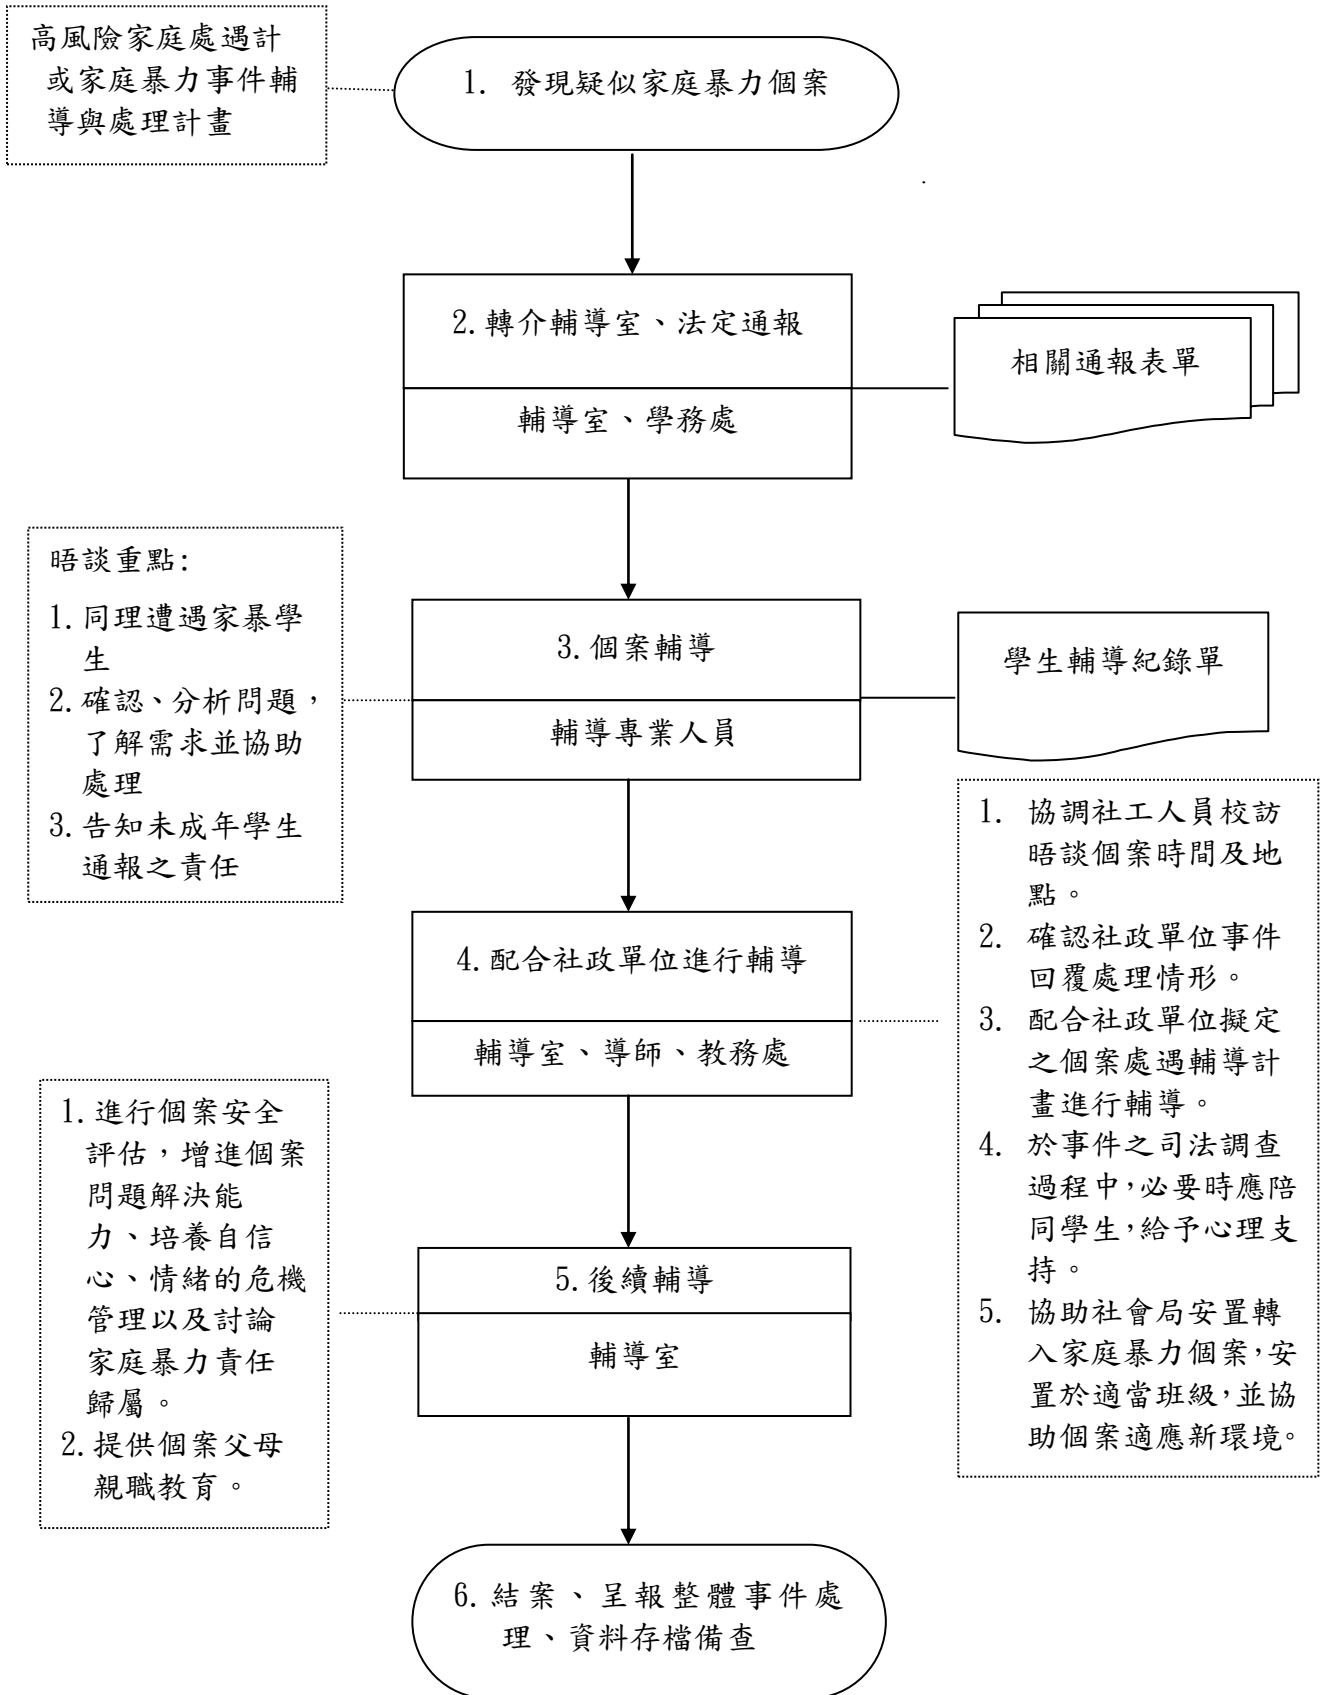 高風險家庭處遇計
或家庭暴力事件輔
導與處理計畫
1. 發現疑似家庭暴力個案
2.轉介輔導室、法定通報
輔導室、學務處
相關通報表單
晤談重點:
1.同理遭遇家暴學
生
2.確認、分析問題，
了解需求並協助
處理
3.告知未成年學生
通報之責任
3.個案輔導
輔導專業人員
學生輔導紀錄單
4.配合社政單位進行輔導
輔導室、導師、教務處
1. 協調社工人員校訪
晤談個案時間及地
點。
2. 確認社政單位事件
回覆處理情形。
3. 配合社政單位擬定
之個案處遇輔導計
畫進行輔導。
4. 於事件之司法調查
過程中，必要時應陪
同學生，給予心理支
持。
5. 協助社會局安置轉
入家庭暴力個案，安
置於適當班級，並協
助個案適應新環境。
1.進行個案安全
評估，增進個案
問題解決能
力、培養自信
心、情緒的危機
管理以及討論
家庭暴力責任
歸屬。
2.提供個案父母
親職教育。
5.後續輔導
輔導室
6.結案、呈報整體事件處
理、資料存檔備查